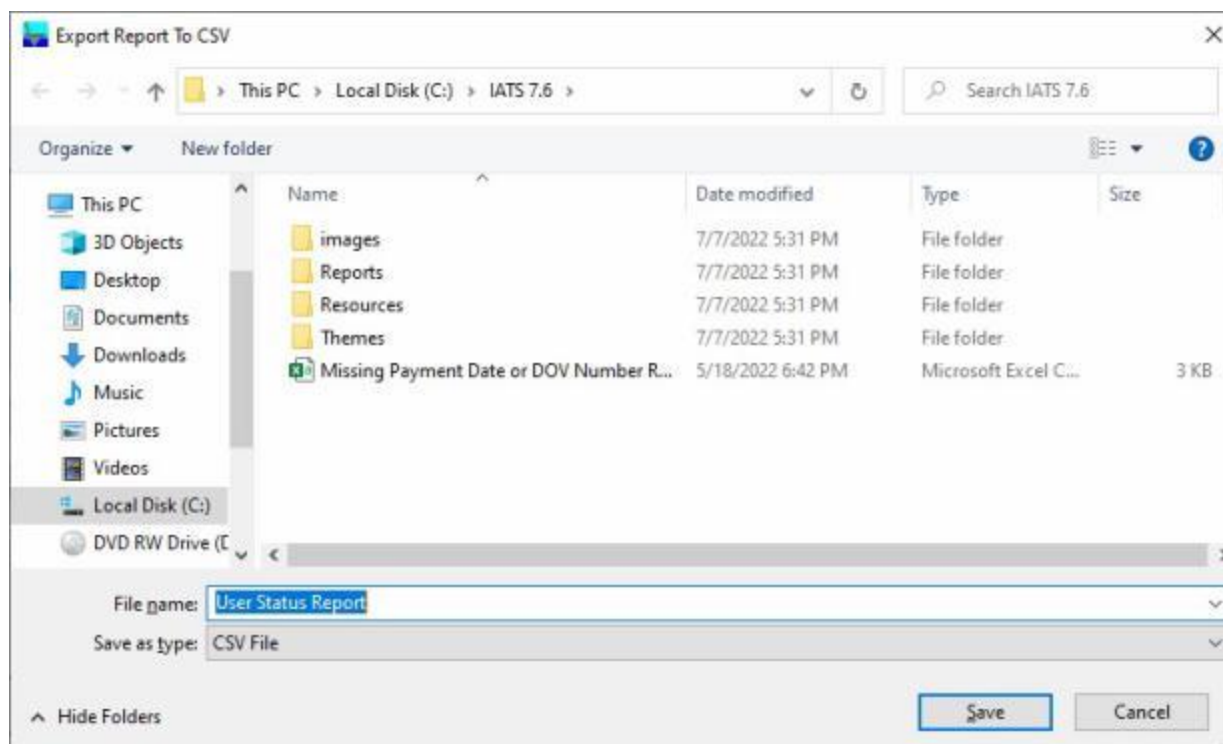 Export Report To CSV
This PC > Local Disk (C:) > IATS 7.6 >
Search IATS 7.6
Organize
New folder
Name
Date modified
Type
Size
This PC
3D Objects
Desktop
Documents
Downloads
Music
Pictures
Videos
Local Disk (C:)
DVD RW Drive (D
images 7/7/2022 5:31 PM File folder
Reports 7/7/2022 5:31 PM File folder
Resources 7/7/2022 5:31 PM File folder
Themes 7/7/2022 5:31 PM File folder
Missing Payment Date or DOV Number R... 5/18/2022 6:42 PM Microsoft Excel C... 3 KB
File name: User Status Report
Save as type: CSV File
Hide Folders
Save
Cancel